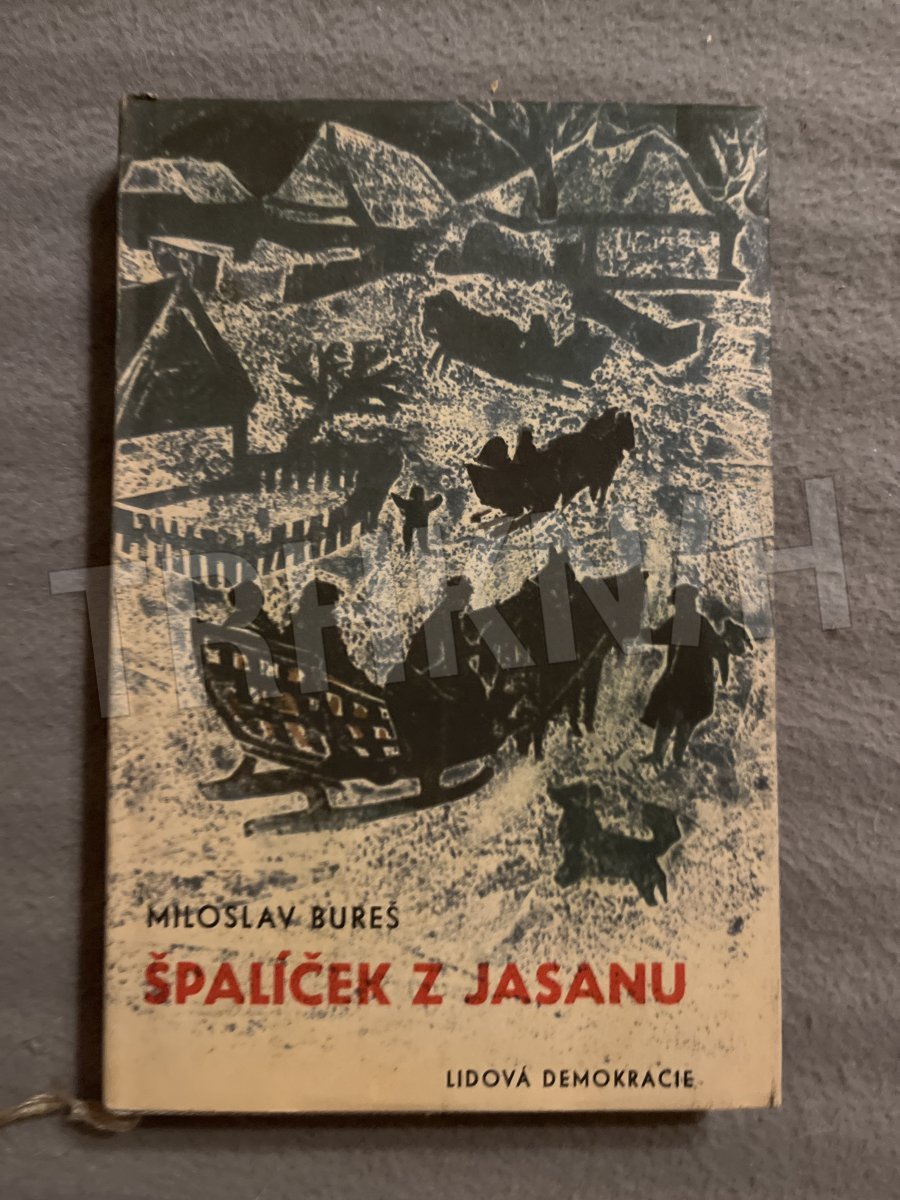 MILOSLAV BUREŠ
ŠPALÍČEK Z JASANU
LIDOVÁ DEMOKRACIE